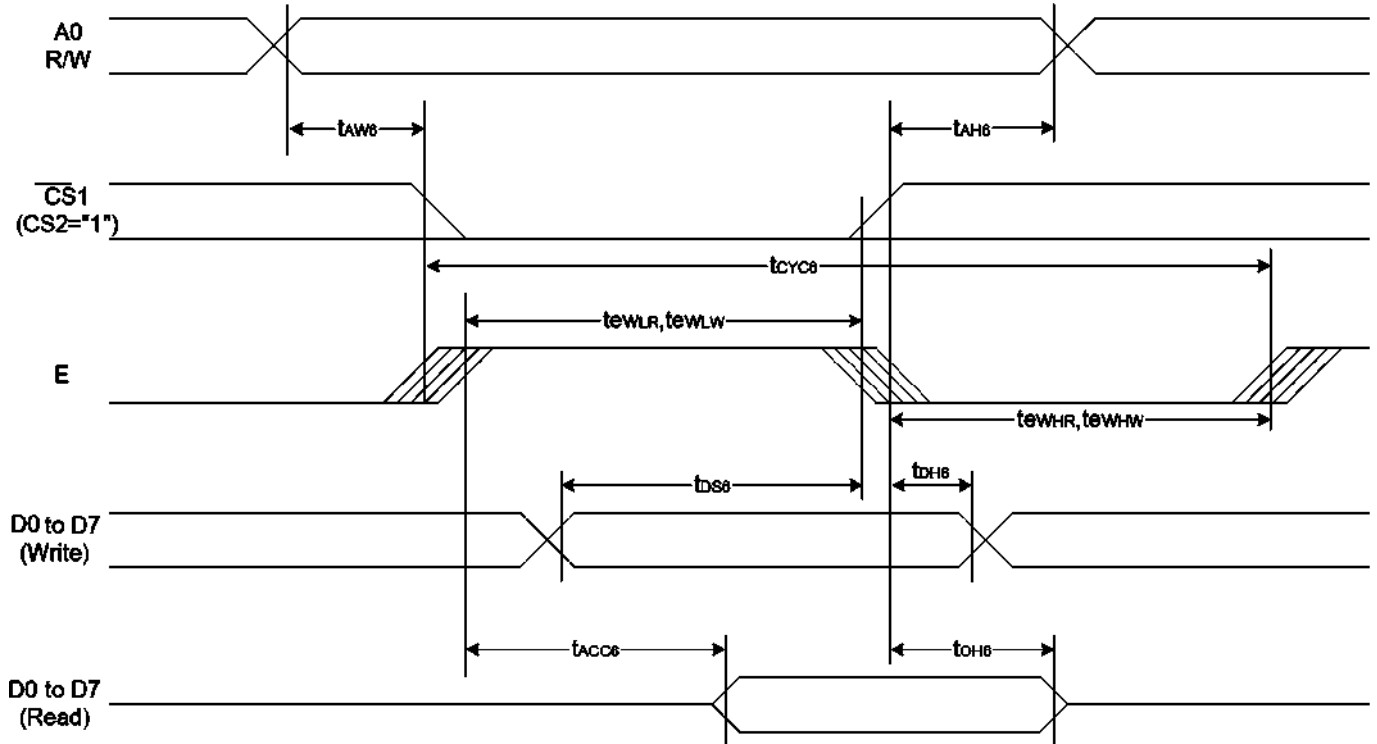 A0
R/W
tAW6
tAH6
CS1
(CS2="1")
tCYC6
tewLR,tewLW
E
tewHR,tewHW
tDS6
tDH6
D0 to D7
(Write)
tACC6
tOH6
D0 to D7
(Read)